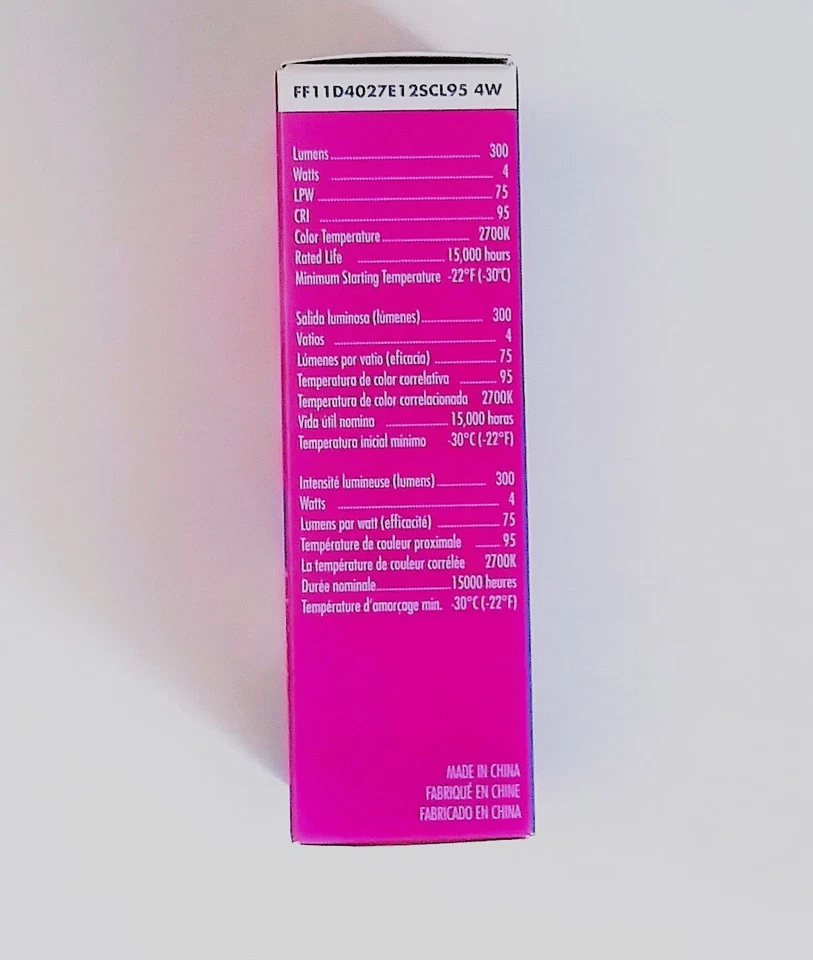 FF11D4027E12SCL95 4W
Lumens 300
Watts 4
LPW 75
CRI 95
Color Temperature 2700K
Rated Life 15,000 hours
Minimum Starting Temperature -22°F (-30°C)
Salida luminosa (lúmenes) 300
Vatios 4
Lúmenes por vatio (eficacia) 75
Temperatura de color correlativa 95
Temperatura de color correlacionada 2700K
Vida útil nomina 15,000 horas
Temperatura inicial mínimo -30°C (-22°F)
Intensité lumineuse (lumens) 300
Watts 4
Lumens par watt (efficacité) 75
Température de couleur proximale 95
La température de couleur corrélée 2700K
Durée nominale 15000 heures
Température d'amorçage min. -30°C (-22°F)
MADE IN CHINA
FABRIQUÉ EN CHINE
FABRICADO EN CHINA